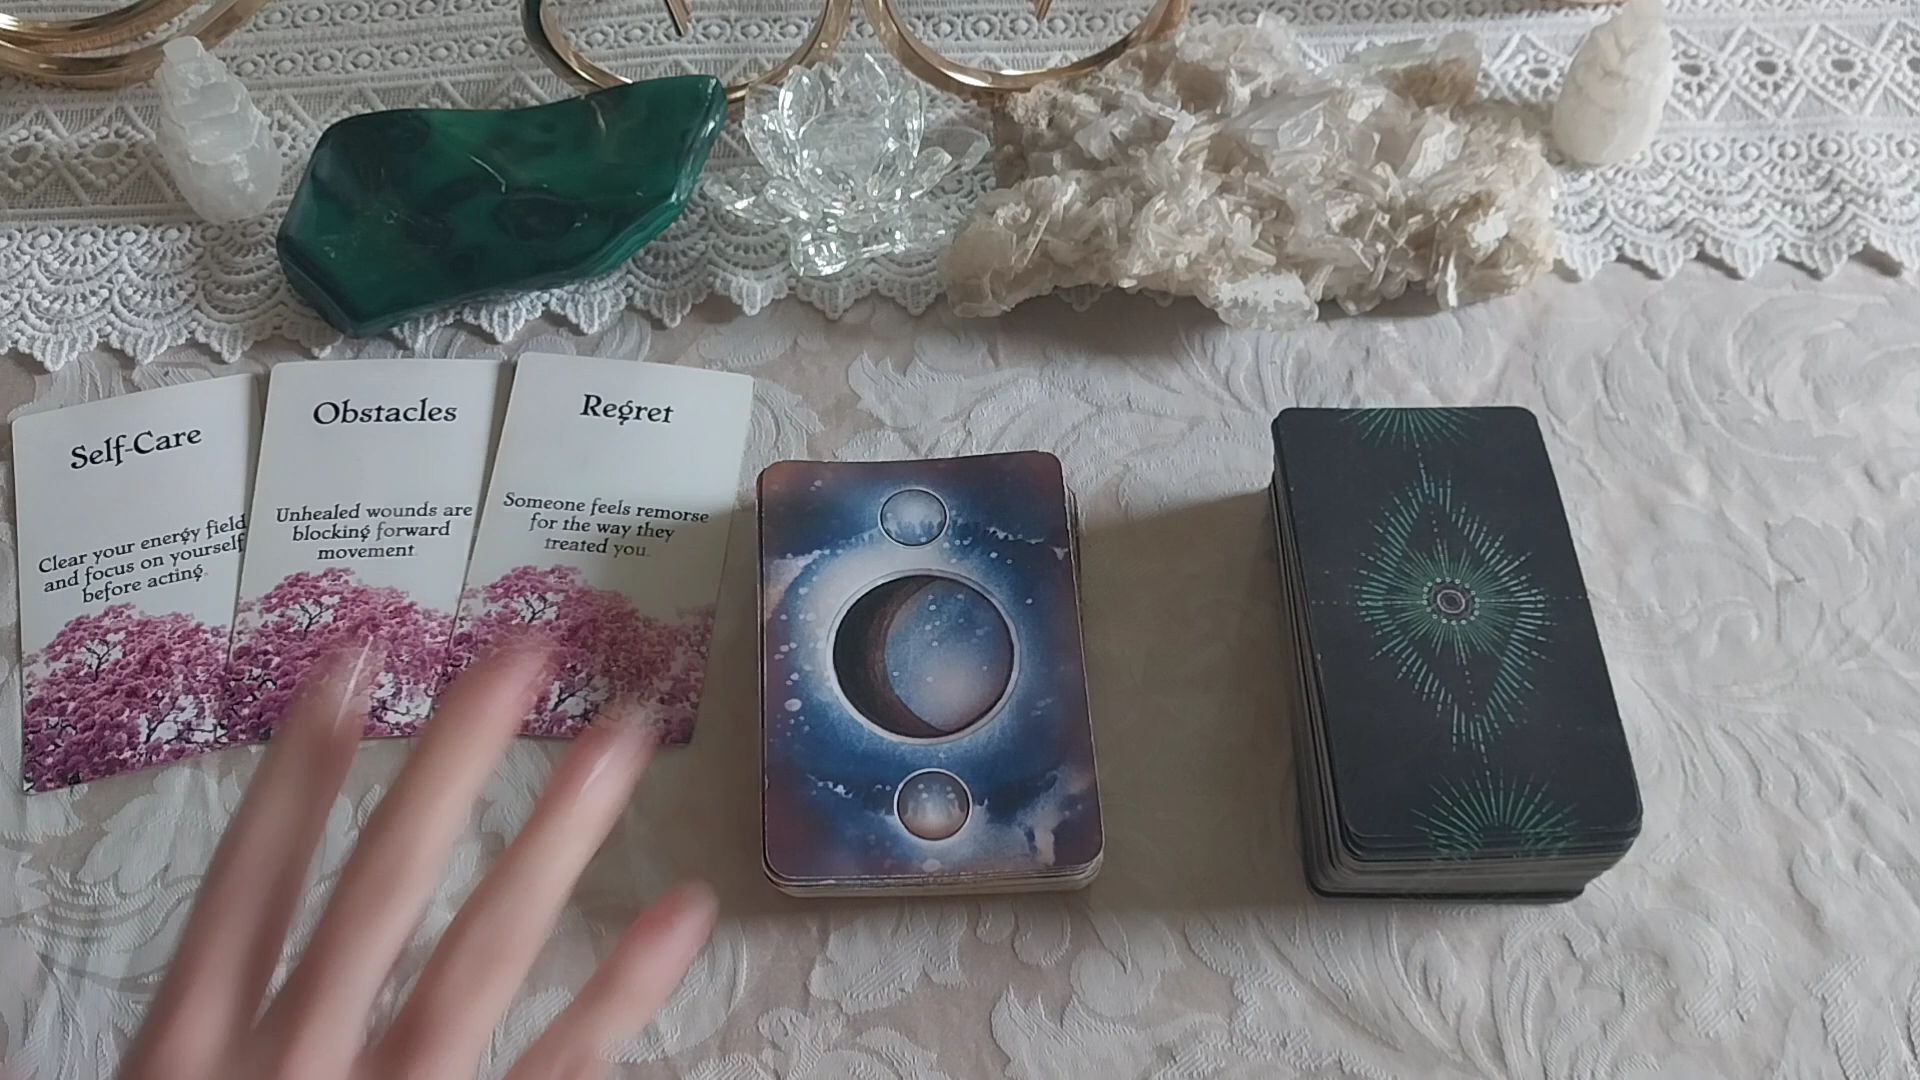 Self-Care
Clear your energy field
and focus on yourself
before acting.
Obstacles
Unhealed wounds are
blocking forward
movement.
Regret
Someone feels remorse
for the way they
treated you.